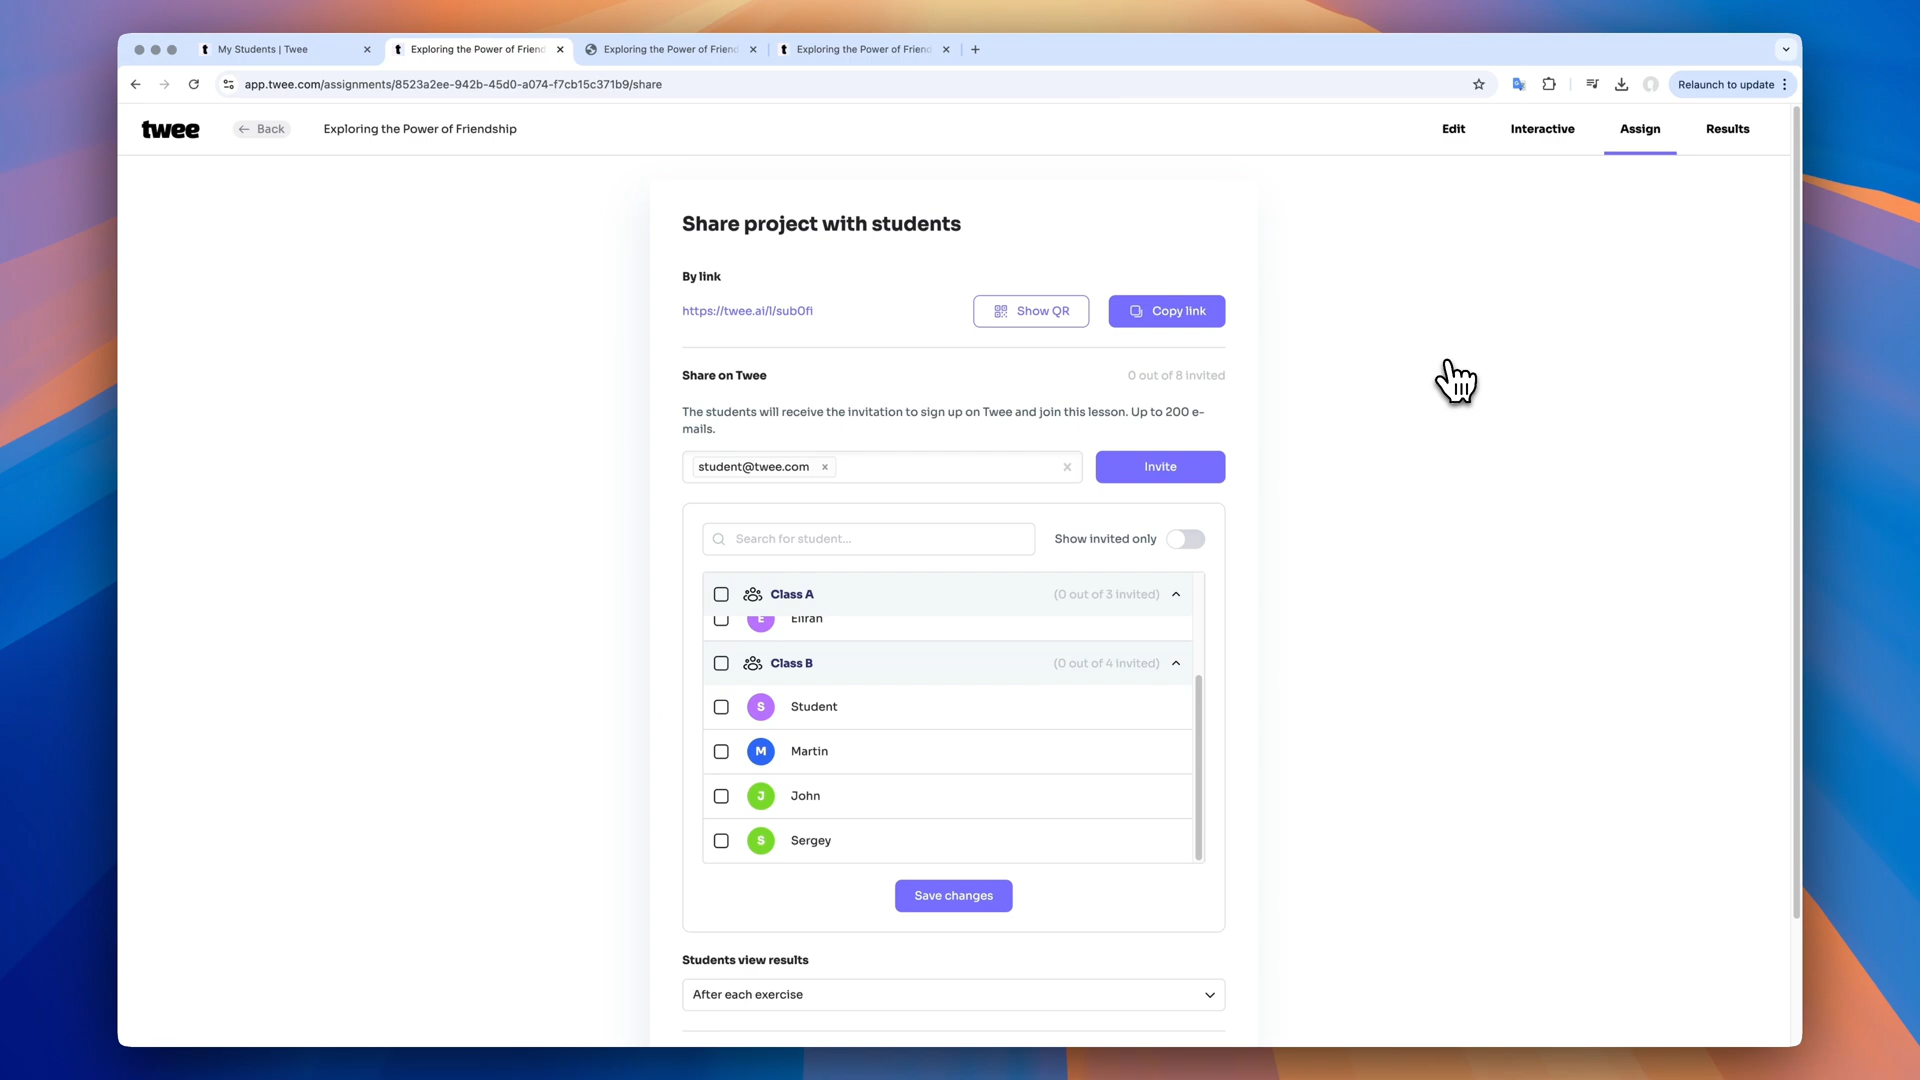 My Students | Twee
Exploring the Power of Friend
Exploring the Power of Friend
Exploring the Power of Friend
app.twee.com/assignments/8523a2ee-942b-45d0-a074-f7cb15c371b9/share
Relaunch to update
twee
Back
Exploring the Power of Friendship
Edit
Interactive
Assign
Results
Share project with students
By link
https://twee.ai/l/sub0fi
Show QR
Copy link
Share on Twee
0 out of 8 invited
The students will receive the invitation to sign up on Twee and join this lesson. Up to 200 e-
mails.
student@twee.com
Invite
Search for student...
Show invited only
Class A
(0 out of 3 invited)
E
Eliran
Class B
(0 out of 4 invited)
S
Student
M
Martin
J
John
S
Sergey
Save changes
Students view results
After each exercise